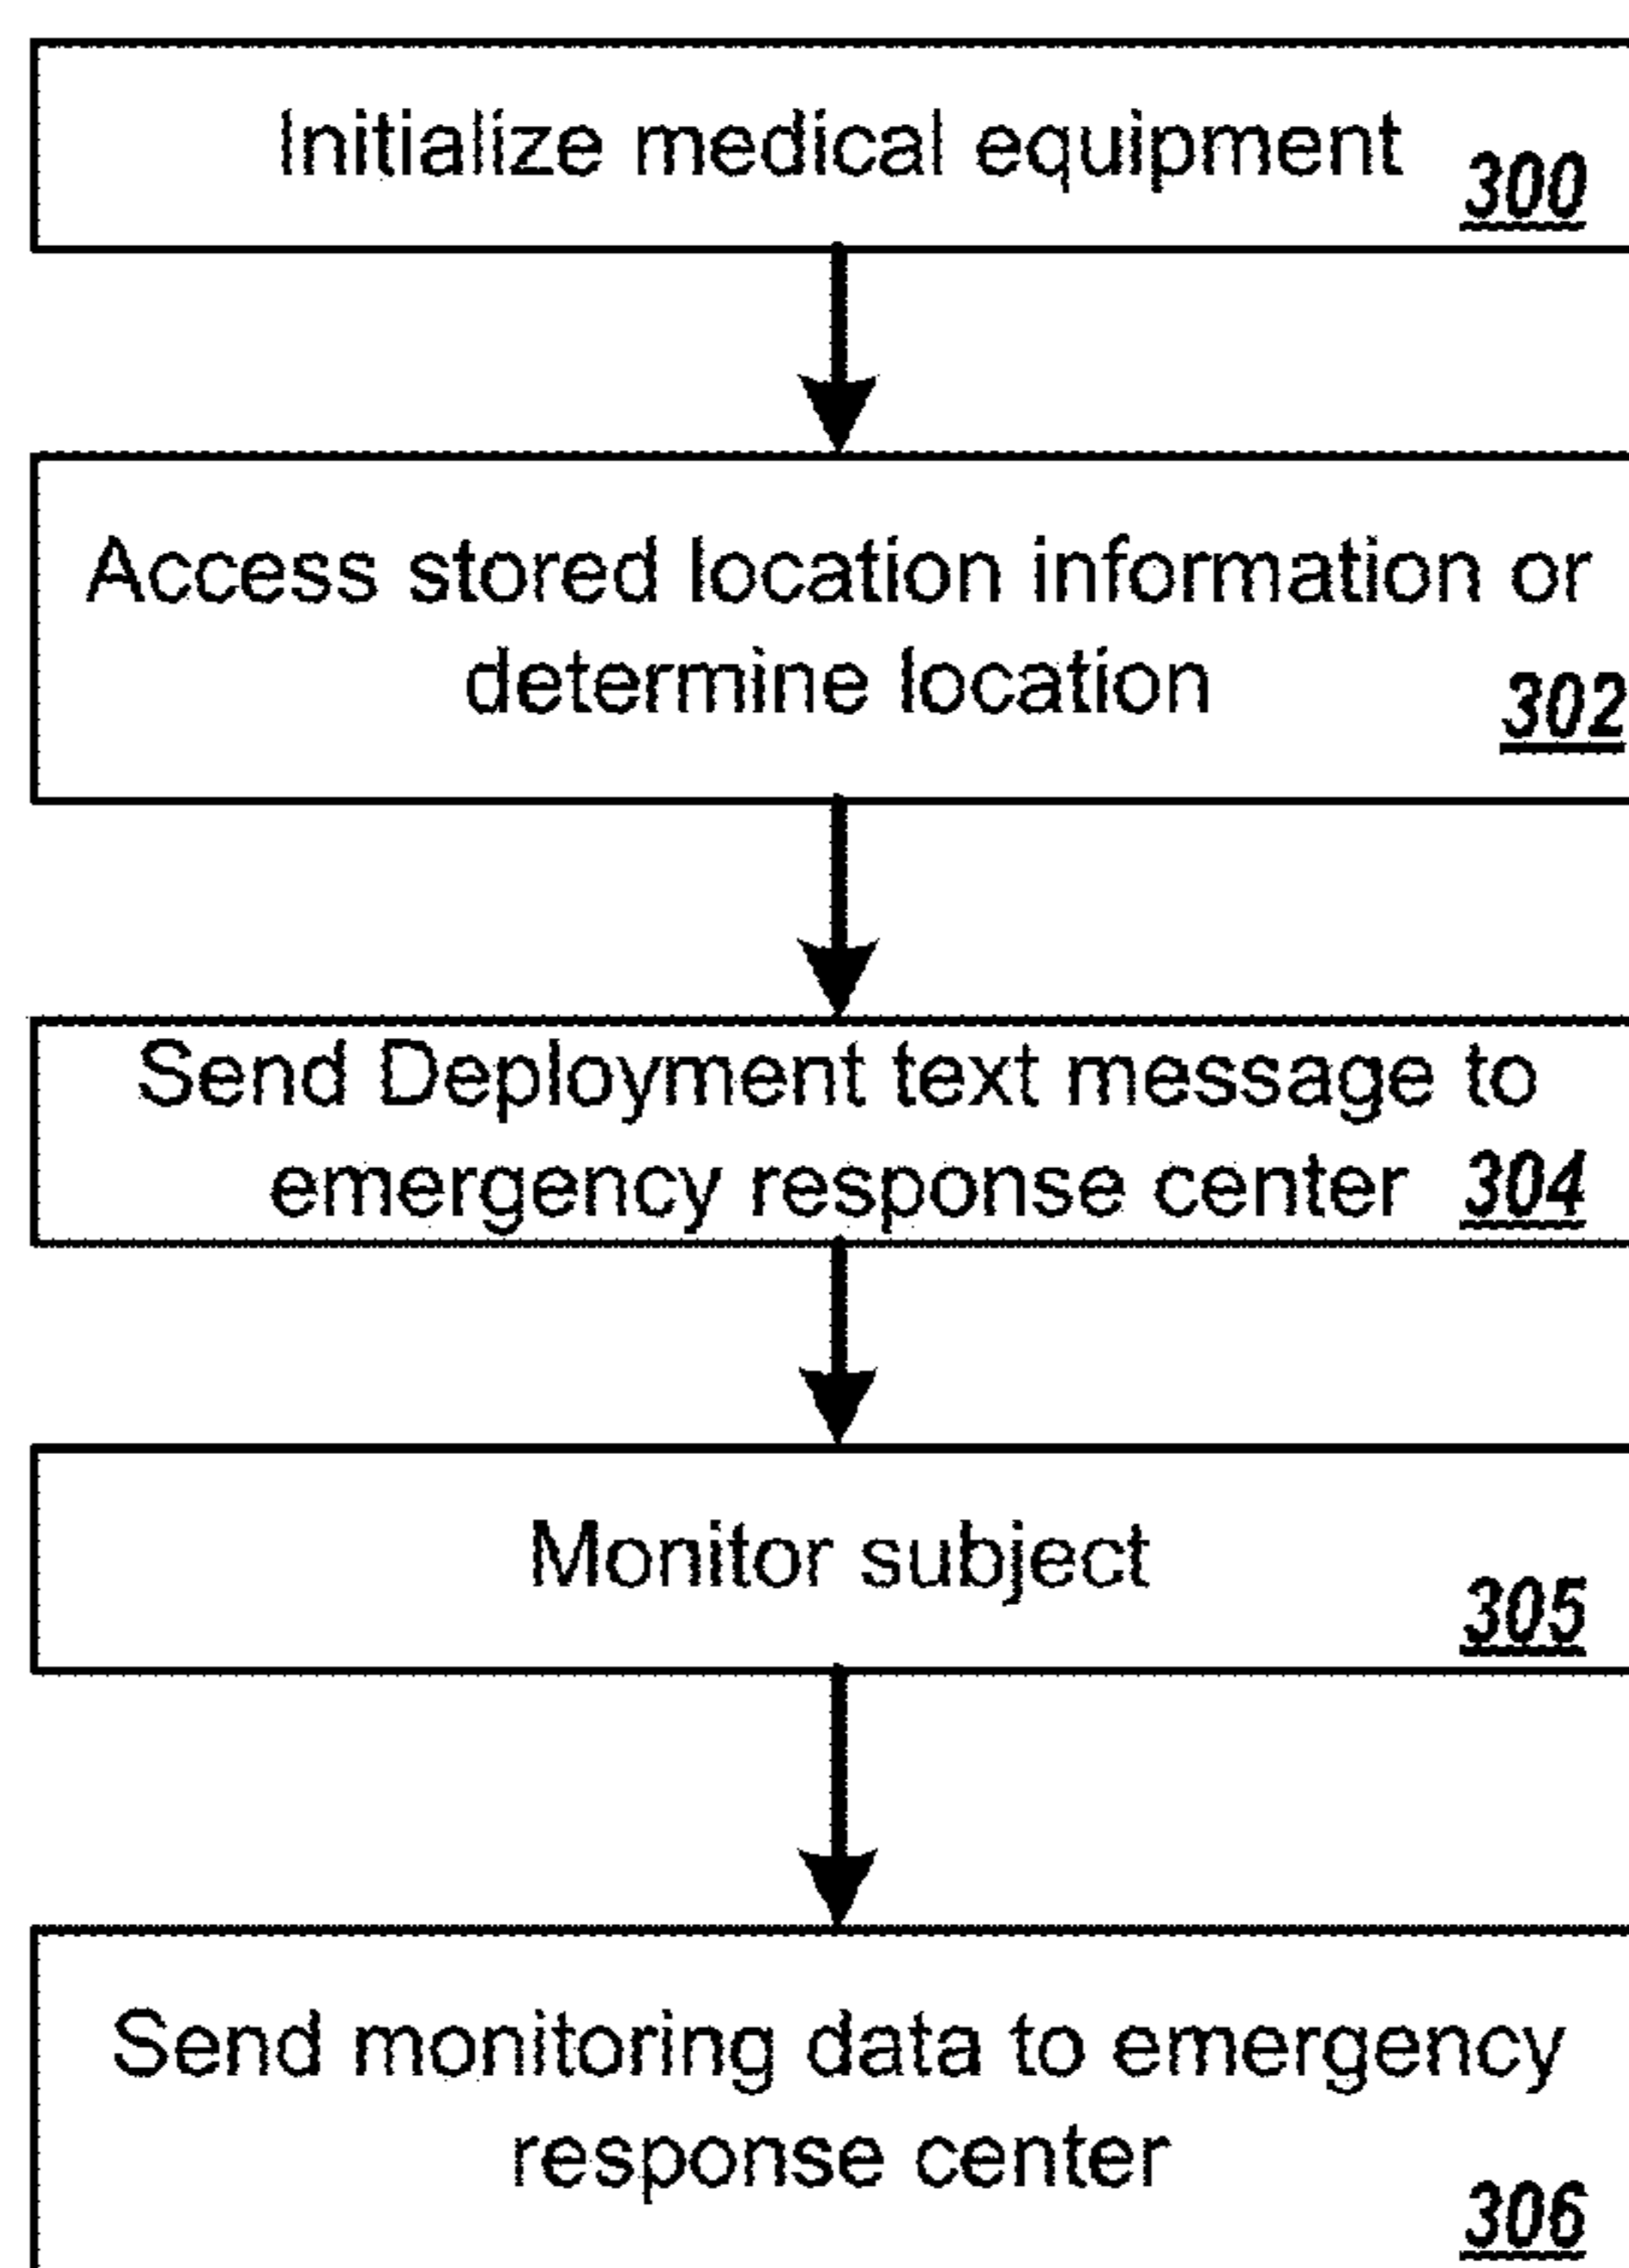 Initialize medical equipment
300
Access stored location information or
determine location
302
Send Deployment text message to
emergency response center 304
Monitor subject
305
Send monitoring data to emergency
response center
306